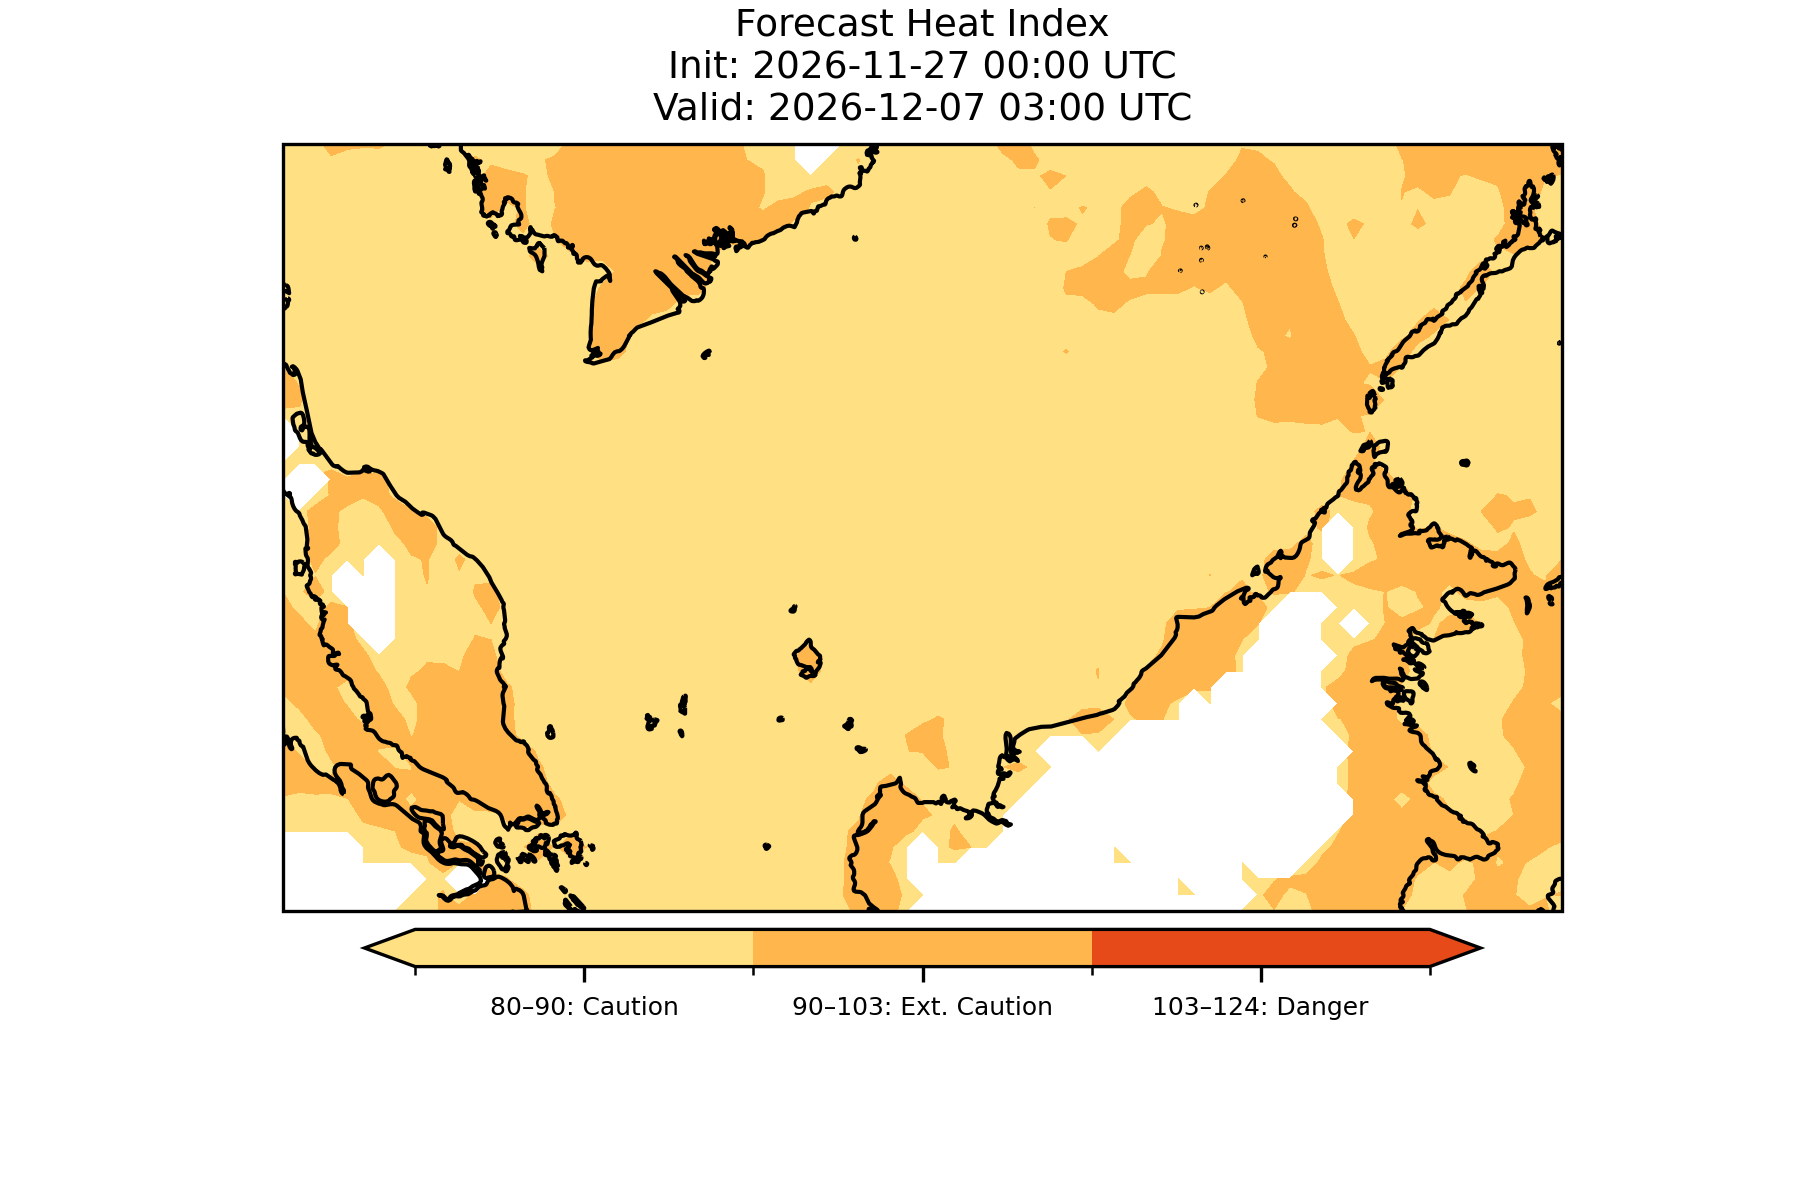 Forecast Heat Index
Init: 2026-11-27 00:00 UTC
Valid: 2026-12-07 03:00 UTC
80–90: Caution
90–103: Ext. Caution
103–124: Danger